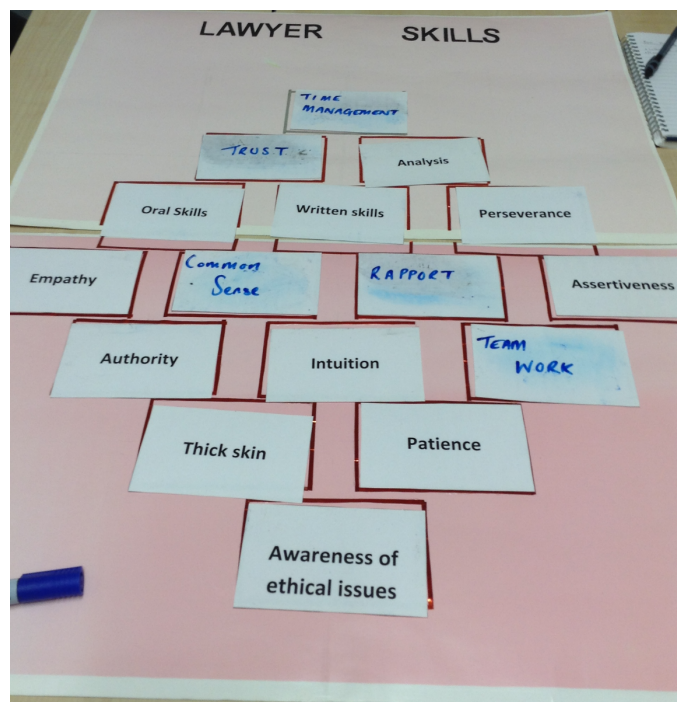 LAWYER SKILLS
TIME
MANAGEMENT
TRUST
Analysis
Oral Skills
Written skills
Perseverance
Empathy
Common
Sense
RAPPORT
Assertiveness
Authority
Intuition
TEAM
WORK
Thick skin
Patience
Awareness of
ethical issues